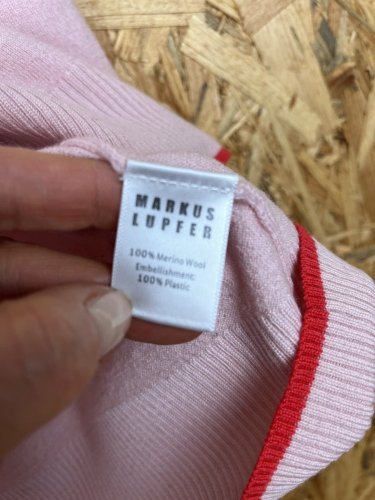 MARKUS
LUPFER
100% Merino Wool
Embellishment:
100% Plastic